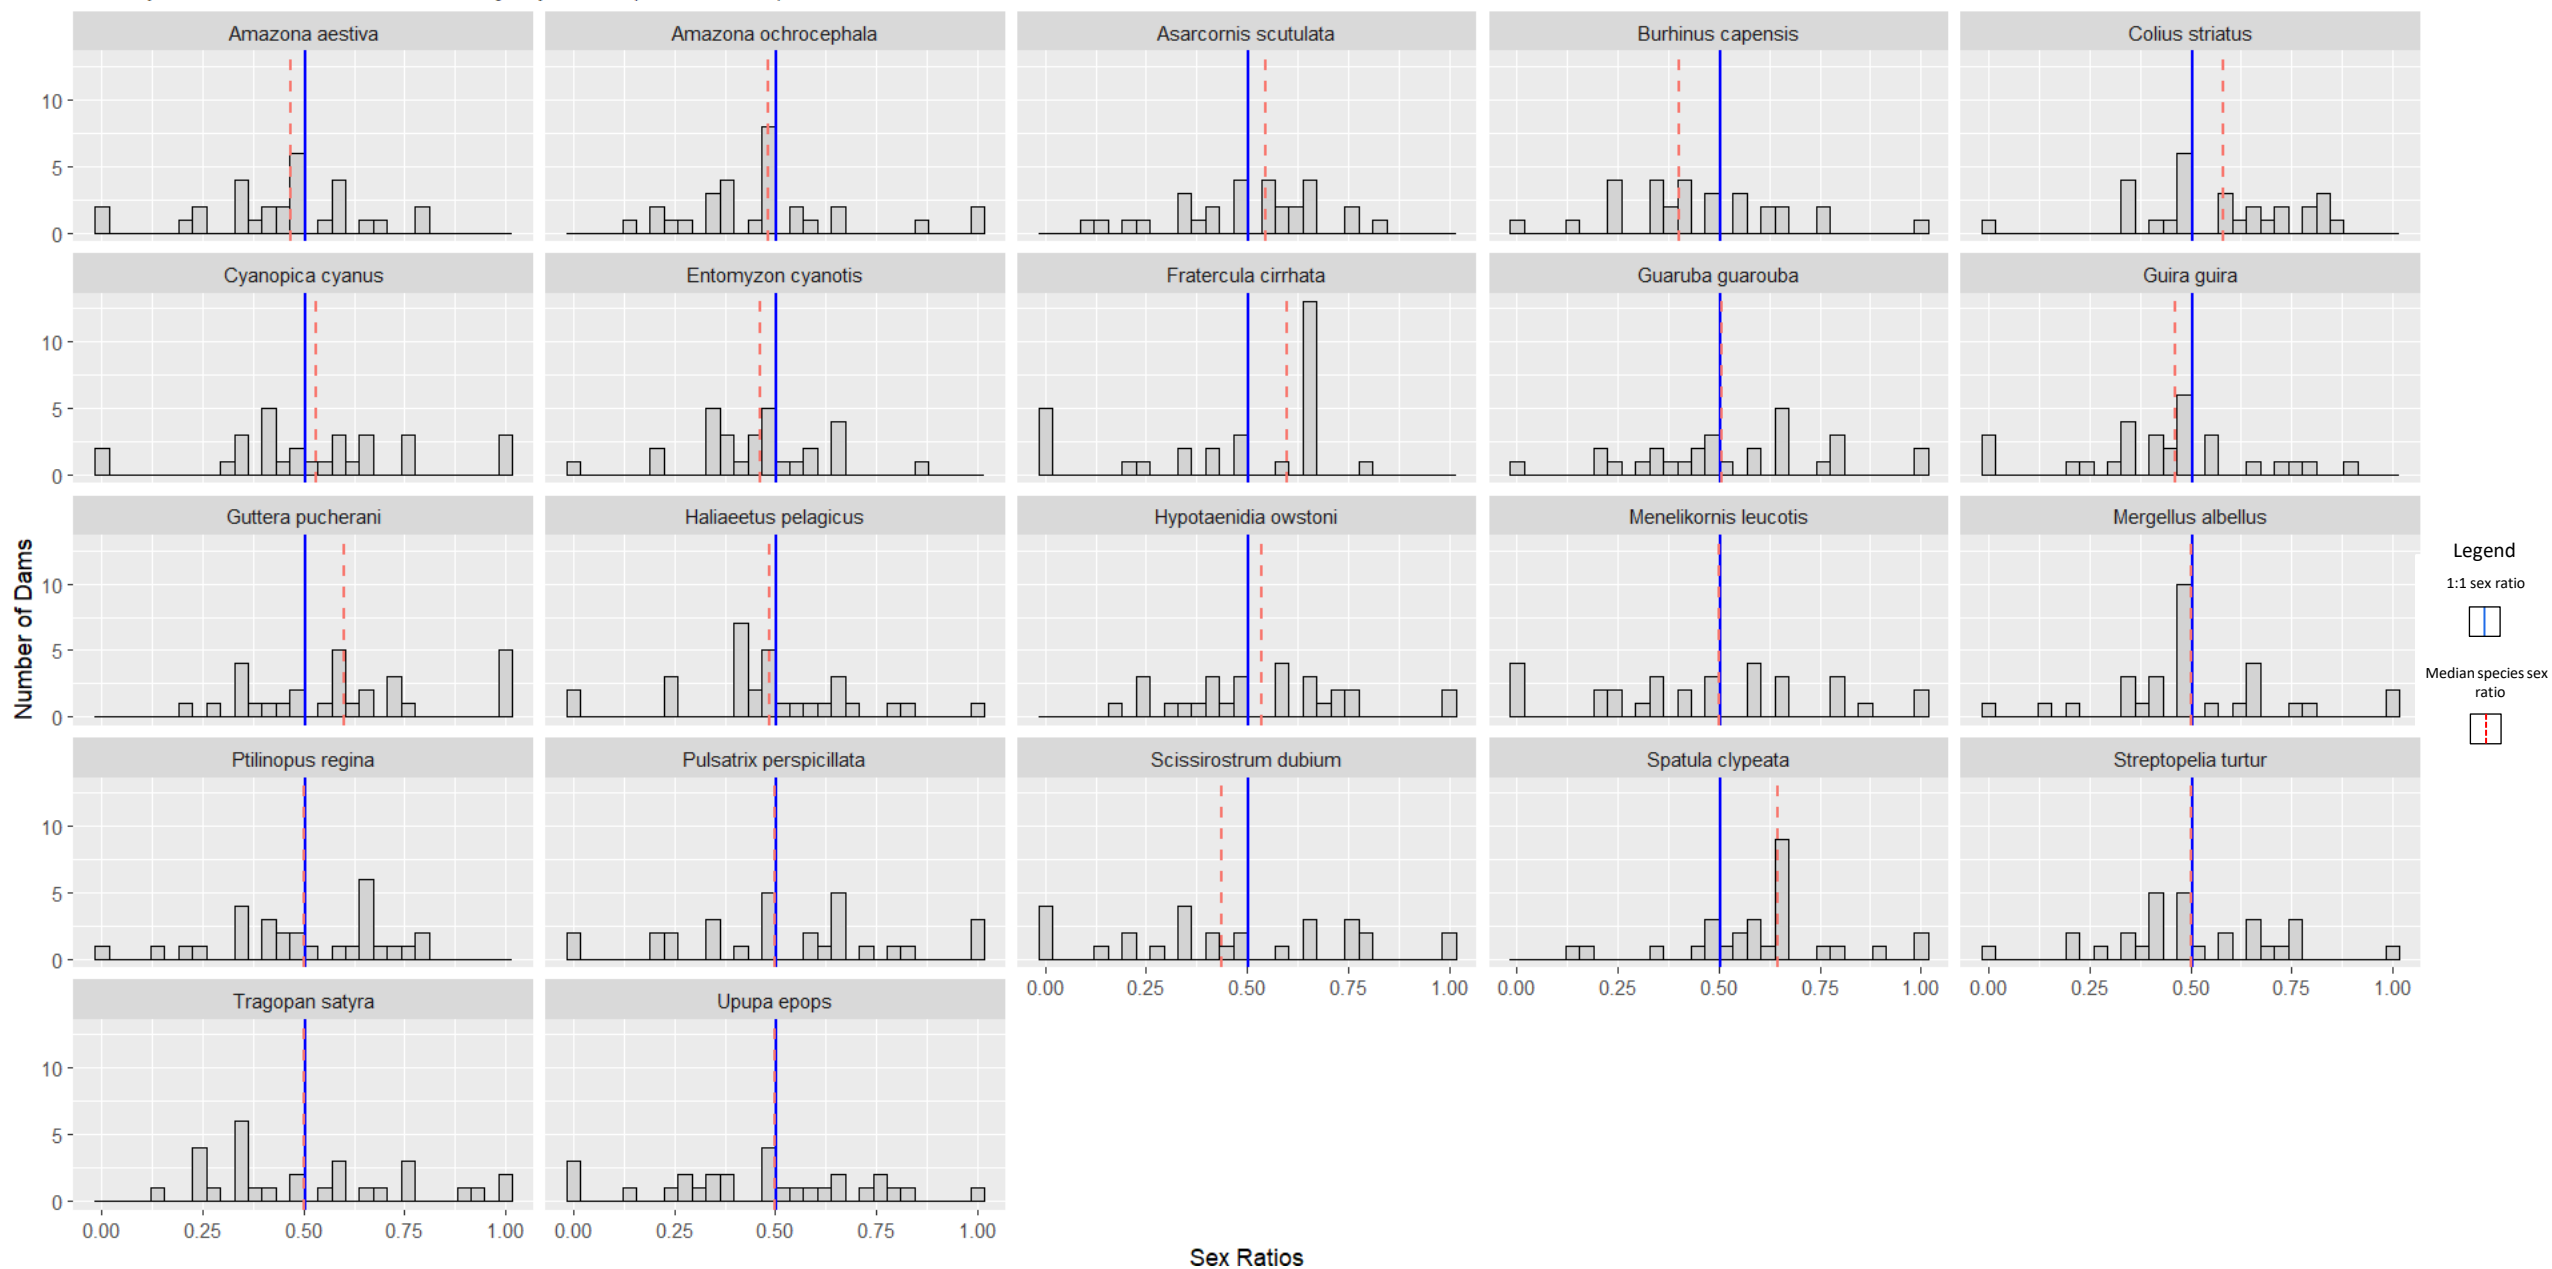 Amazona aestiva
Amazona ochrocephala
Asarcornis scutulata
Burhinus capensis
Colius striatus
10
5
0
Cyanopica cyanus
Entomyzon cyanotis
Fratercula cirrhata
Guaruba guarouba
Guira guira
10
5
0
Guttera pucherani
Haliaeetus pelagicus
Hypotaenidia owstoni
Menelikornis leucotis
Mergellus albellus
10
5
0
Number of Dams
Legend
1:1 sex ratio
Median species sex
ratio
Ptilinopus regina
Pulsatrix perspicillata
Scissirostrum dubium
Spatula clypeata
Streptopelia turtur
10
5
0
0.00 0.25 0.50 0.75 1.00
0.00 0.25 0.50 0.75 1.00
0.00 0.25 0.50 0.75 1.00
Tragopan satyra
Upupa epops
10
5
0
0.00 0.25 0.50 0.75 1.00
0.00 0.25 0.50 0.75 1.00
Sex Ratios